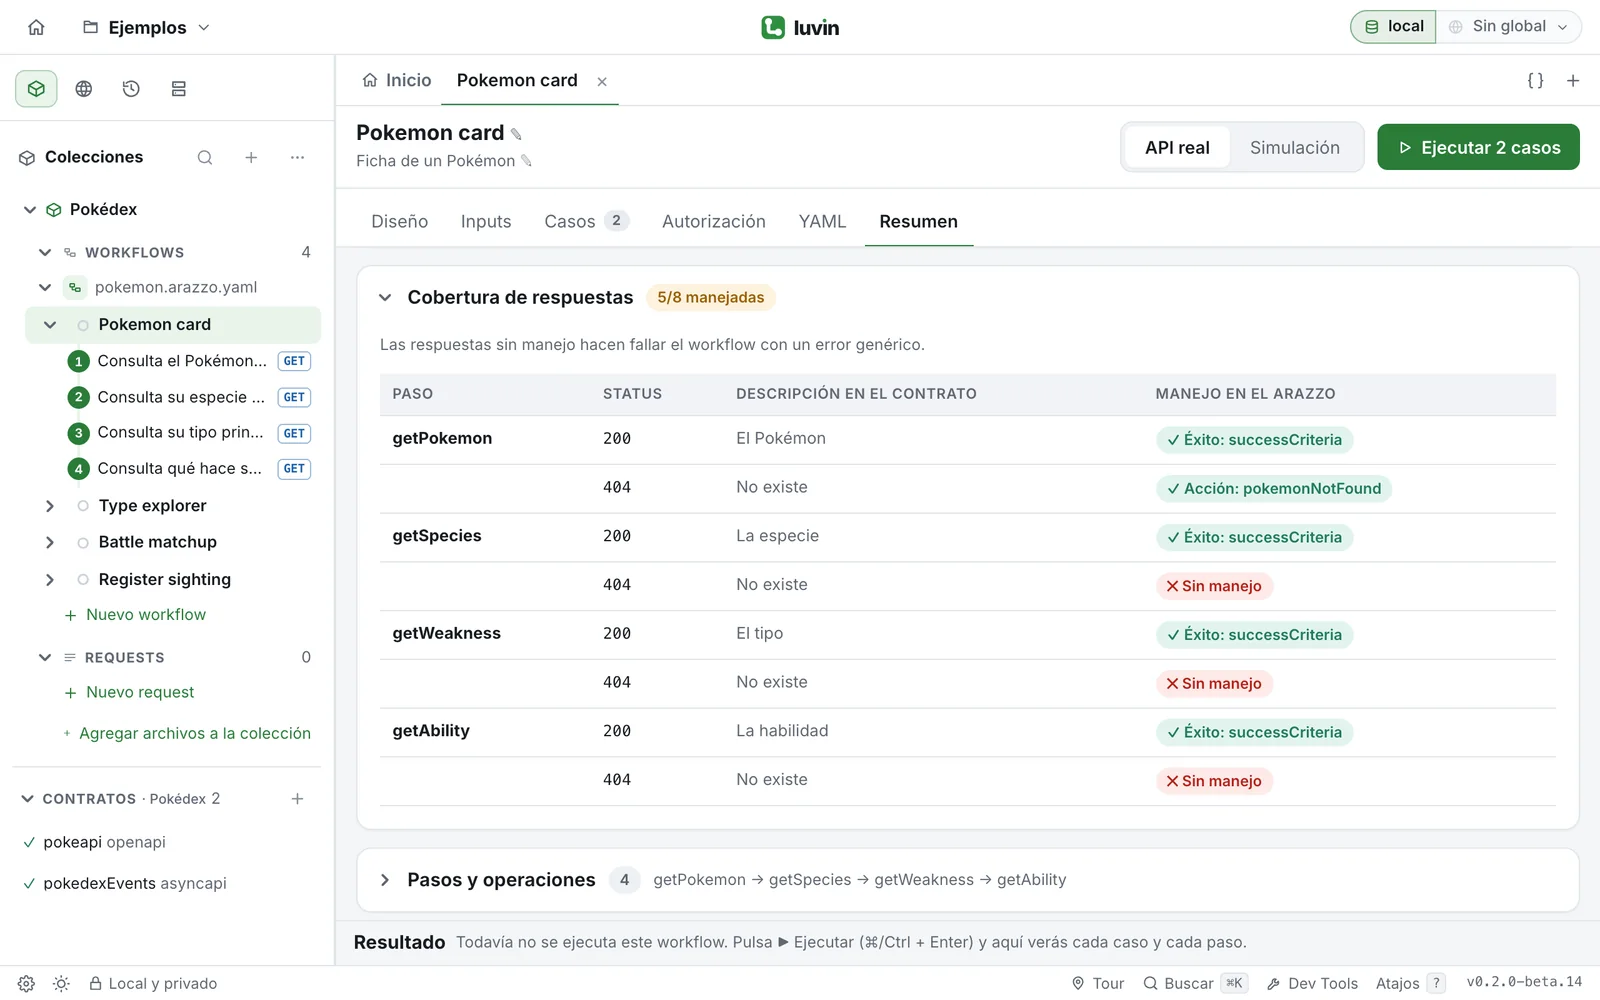 Ejemplos
luvin
local
Sin global
Inicio
Pokemon card
Colecciones
Pokédex
WORKFLOWS 4
pokemon.arazzo.yaml
Pokemon card
1 Consulta el Pokémon... GET
2 Consulta su especie ... GET
3 Consulta su tipo prin... GET
4 Consulta qué hace s... GET
Type explorer
Battle matchup
Register sighting
+ Nuevo workflow
REQUESTS 0
+ Nuevo request
+ Agregar archivos a la colección
CONTRATOS · Pokédex 2
pokeapi openapi
pokedexEvents asyncapi
Pokemon card
Ficha de un Pokémon
API real
Simulación
Ejecutar 2 casos
Diseño Inputs Casos 2 Autorización YAML Resumen
Cobertura de respuestas 5/8 manejadas
Las respuestas sin manejo hacen fallar el workflow con un error genérico.
PASO STATUS DESCRIPCIÓN EN EL CONTRATO MANEJO EN EL ARAZZO
getPokemon 200 El Pokémon ✓ Éxito: successCriteria
404 No existe ✓ Acción: pokemonNotFound
getSpecies 200 La especie ✓ Éxito: successCriteria
404 No existe ✕ Sin manejo
getWeakness 200 El tipo ✓ Éxito: successCriteria
404 No existe ✕ Sin manejo
getAbility 200 La habilidad ✓ Éxito: successCriteria
404 No existe ✕ Sin manejo
Pasos y operaciones 4 getPokemon → getSpecies → getWeakness → getAbility
Resultado Todavía no se ejecuta este workflow. Pulsa ▶ Ejecutar (⌘/Ctrl + Enter) y aquí verás cada caso y cada paso.
Local y privado
Tour
Buscar ⌘K
Dev Tools
Atajos ?
v0.2.0-beta.14